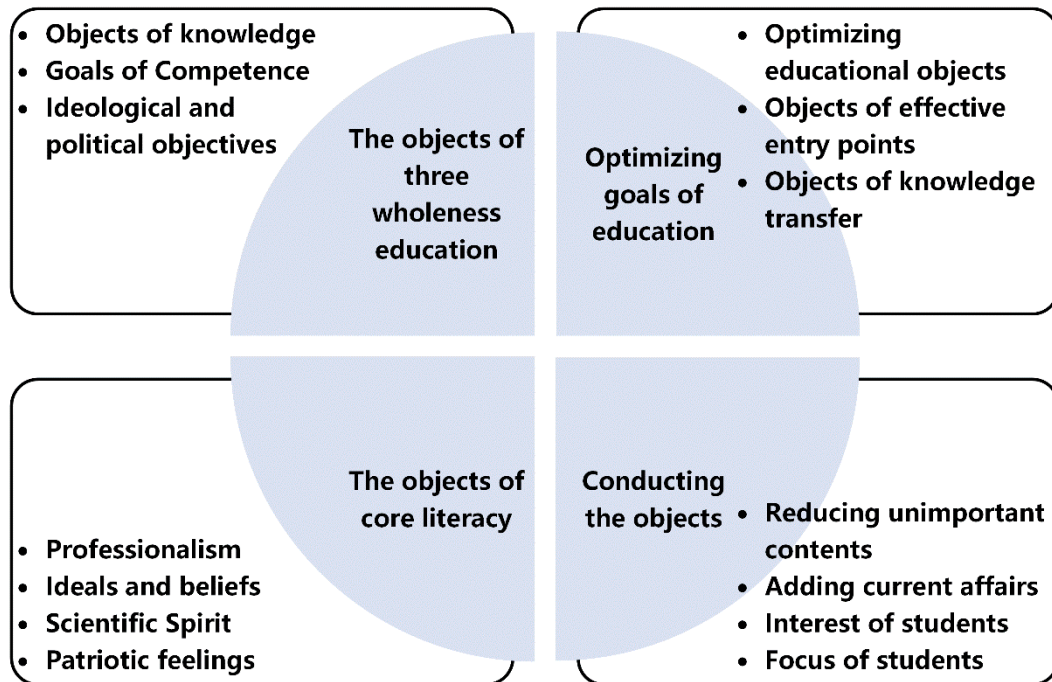 • Objects of knowledge
• Goals of Competence
• Ideological and
political objectives
The objects of
three
wholeness
education
Optimizing
goals of
education
• Optimizing
educational objects
• Objects of effective
entry points
• Objects of knowledge
transfer
The objects of
core literacy
• Professionalism
• Ideals and beliefs
• Scientific Spirit
• Patriotic feelings
Conducting
the objects
• Reducing unimportant
contents
• Adding current affairs
• Interest of students
• Focus of students